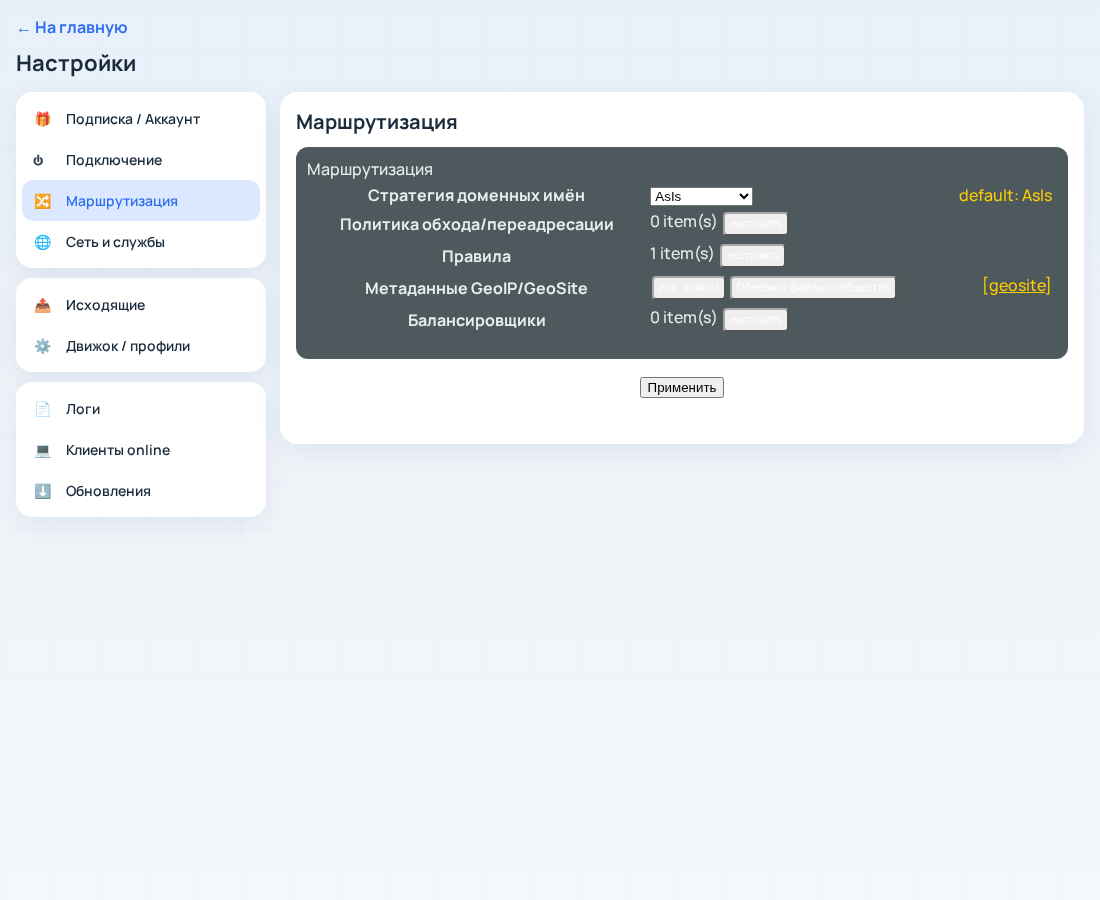 ← На главную
Настройки
Подписка / Аккаунт
Подключение
Маршрутизация
Сеть и службы
Исходящие
Движок / профили
Логи
Клиенты online
Обновления
Маршрутизация
Маршрутизация
Стратегия доменных имён AsIs default: AsIs
Политика обхода/переадресации 0 item(s) настроить
Правила 1 item(s) настроить
Метаданные GeoIP/GeoSite лок. файлы Обновить файлы сообщества [geosite]
Балансировщики 0 item(s) настроить
Применить